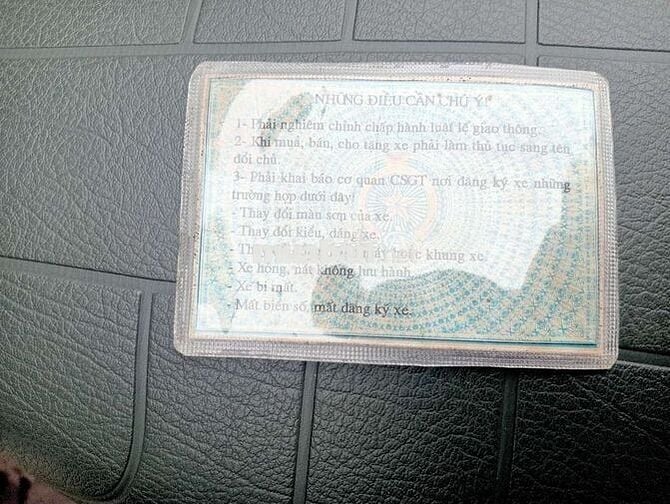 NHỮNG ĐIỀU CẦN CHÚ Ý!
1- Phải nghiêm chỉnh chấp hành luật lệ giao thông.
2- Khi mua, bán, cho tặng xe phải làm thủ tục sang tên
đổi chủ.
3- Phải khai báo cơ quan CSGT nơi đăng ký xe những
trường hợp dưới đây!
- Thay đổi màu sơn của xe.
- Thay đổi kiểu, dáng xe.
- hoặc khung xe
- Xe hỏng, nát không lưu hành
- Xe bị mất.
- Mất biển số, mất đăng ký xe.